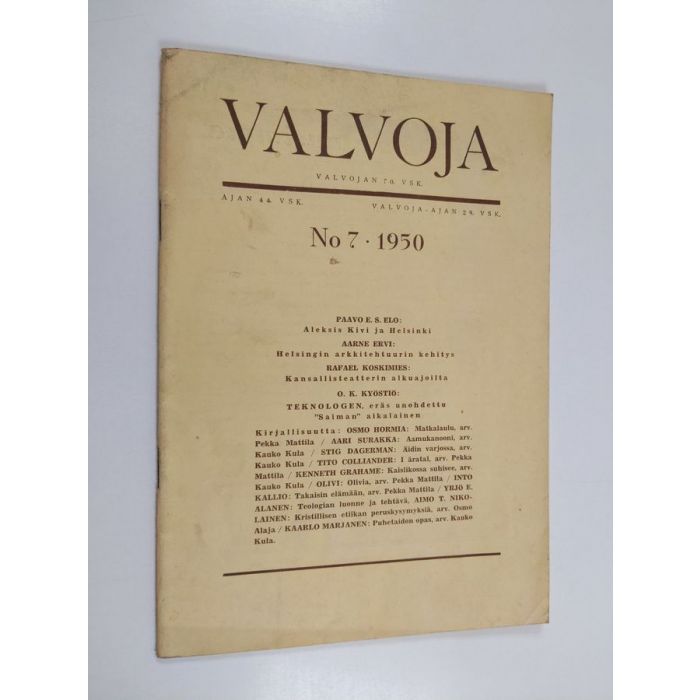 VALVOJA
VALVOJAN 70. VSK.
AJAN 44. VSK. VALVOJA-AJAN 28. VSK.
No 7 · 1950
PAAVO E. S. ELO:
Aleksis Kivi ja Helsinki
AARNE ERVI:
Helsingin arkkitehtuurin kehitys
RAFAEL KOSKIMIES:
Kansallisteatterin alkuajoilta
O. K. KYÖSTIÖ:
TEKNOLOGEN, eräs unohdettu
"Saiman" aikalainen
Kirjallisuutta: OSMO HORMIA: Matkalaulu, arv.
Pekka Mattila / AARI SURAKKA: Aamukanooni, arv.
Kauko Kula / STIG DAGERMAN: Äidin varjossa, arv.
Kauko Kula / TITO COLLIANDER: I åratal, arv. Pekka
Mattila / KENNETH GRAHAME: Kaislikossa suhisee, arv.
Kauko Kula / OLIVI: Olivia, arv. Pekka Mattila / INTO
KALLIO: Takaisin elämään, arv. Pekka Mattila / YRJÖ E.
ALANEN: Teologian luonne ja tehtävä, AIMO T. NIKO-
LAINEN: Kristillisen etiikan peruskysymyksiä, arv. Osmo
Alaja / KAARLO MARJANEN: Puhetaidon opas, arv. Kauko
Kula.